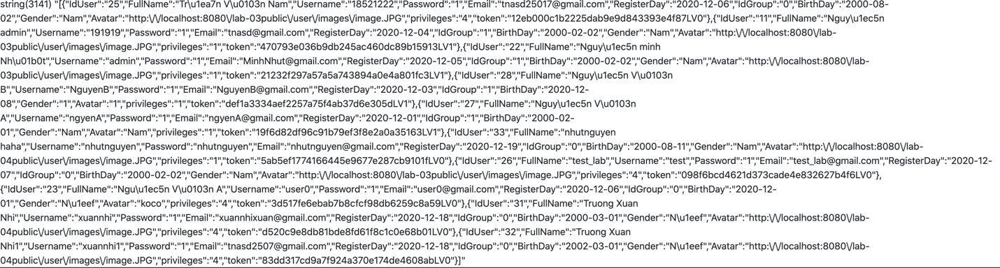 string(3141) "[{"IdUser":"25","FullName":"Tr\u1ea7n V\u0103n Nam","Username":"18521222","Password":"1","Email":"tnasd25017@gmail.com","RegisterDay":"2020-12-06","IdGroup":"0","BirthDay":"2000-08-
02","Gender":"Nam","Avatar":"http:\/\/localhost:8080\/lab-03public\/user\/images\/image.JPG","privileges":"4","token":"12eb000c1b2225dab9e9d843393e4f87LV0"},{"IdUser":"11","FullName":"Nguy\u1ec5n
admin","Username":"191919","Password":"1","Email":"tnasd@gmail.com","RegisterDay":"2020-12-04","IdGroup":"1","BirthDay":"2000-02-02","Gender":"Nam","Avatar":"http:\/\/localhost:8080\/lab-
03public\/user\/images\/image.JPG","privileges":"1","token":"470793e036b9db245ac460dc89b15913LV1"},{"IdUser":"22","FullName":"Nguy\u1ec5n minh
Nh\u01b0t","Username":"admin","Password":"1","Email":"MinhNhut@gmail.com","RegisterDay":"2020-12-05","IdGroup":"1","BirthDay":"2000-02-02","Gender":"Nam","Avatar":"http:\/\/localhost:8080\/lab-
03public\/user\/images\/image.JPG","privileges":"1","token":"21232f297a57a5a743894a0e4a801fc3LV1"},{"IdUser":"28","FullName":"Nguy\u1ec5n V\u0103n
B","Username":"NguyenB","Password":"1","Email":"NguyenB@gmail.com","RegisterDay":"2020-12-03","IdGroup":"1","BirthDay":"2020-12-
08","Gender":"1","Avatar":"1","privileges":"1","token":"def1a3334aef2257a75f4ab37d6e305dLV1"},{"IdUser":"27","FullName":"Nguy\u1ec5n V\u0103n
A","Username":"ngyenA","Password":"1","Email":"ngyenA@gmail.com","RegisterDay":"2020-12-01","IdGroup":"1","BirthDay":"2000-02-
01","Gender":"Nam","Avatar":"Nam","privileges":"1","token":"19f6d82df96c91b79ef3f8e2a0a35163LV1"},{"IdUser":"33","FullName":"nhutnguyen
haha","Username":"nhutnguyen","Password":"nhutnguyen","Email":"nhutnguyen@gmail.com","RegisterDay":"2020-12-19","IdGroup":"0","BirthDay":"2000-08-11","Gender":"Nam","Avatar":"http:\/\/localhost:8080\/lab-
04public\/user\/images\/image.JPG","privileges":"1","token":"5ab5ef1774166445e9677e287cb9101fLV0"},{"IdUser":"26","FullName":"test_lab","Username":"test","Password":"1","Email":"test_lab@gmail.com","RegisterDay":"2020-12-
07","IdGroup":"0","BirthDay":"2000-02-02","Gender":"Nam","Avatar":"http:\/\/localhost:8080\/lab-03public\/user\/images\/image.JPG","privileges":"4","token":"098f6bcd4621d373cade4e832627b4f6LV0"},
{"IdUser":"23","FullName":"Ngu\u1ec5n V\u0103n A","Username":"user0","Password":"1","Email":"user0@gmail.com","RegisterDay":"2020-12-06","IdGroup":"0","BirthDay":"2020-12-
01","Gender":"N\u1eef","Avatar":"koco","privileges":"4","token":"3d517fe6ebab7b8cfcf98db6259c8a59LV0"},{"IdUser":"31","FullName":"Truong Xuan
Nhi","Username":"xuannhi","Password":"1","Email":"xuannhixuan@gmail.com","RegisterDay":"2020-12-18","IdGroup":"0","BirthDay":"2000-03-01","Gender":"N\u1eef","Avatar":"http:\/\/localhost:8080\/lab-
04public\/user\/images\/image.JPG","privileges":"4","token":"d520c9e8db81bde8fd61f8c1c0e68b01LV0"},{"IdUser":"32","FullName":"Truong Xuan
Nhi1","Username":"xuannhi1","Password":"1","Email":"tnasd2507@gmail.com","RegisterDay":"2020-12-18","IdGroup":"0","BirthDay":"2002-03-01","Gender":"N\u1eef","Avatar":"http:\/\/localhost:8080\/lab-
04public\/user\/images\/image.JPG","privileges":"4","token":"83dd317cd9a7f924a370e174de4608abLV0"}]"